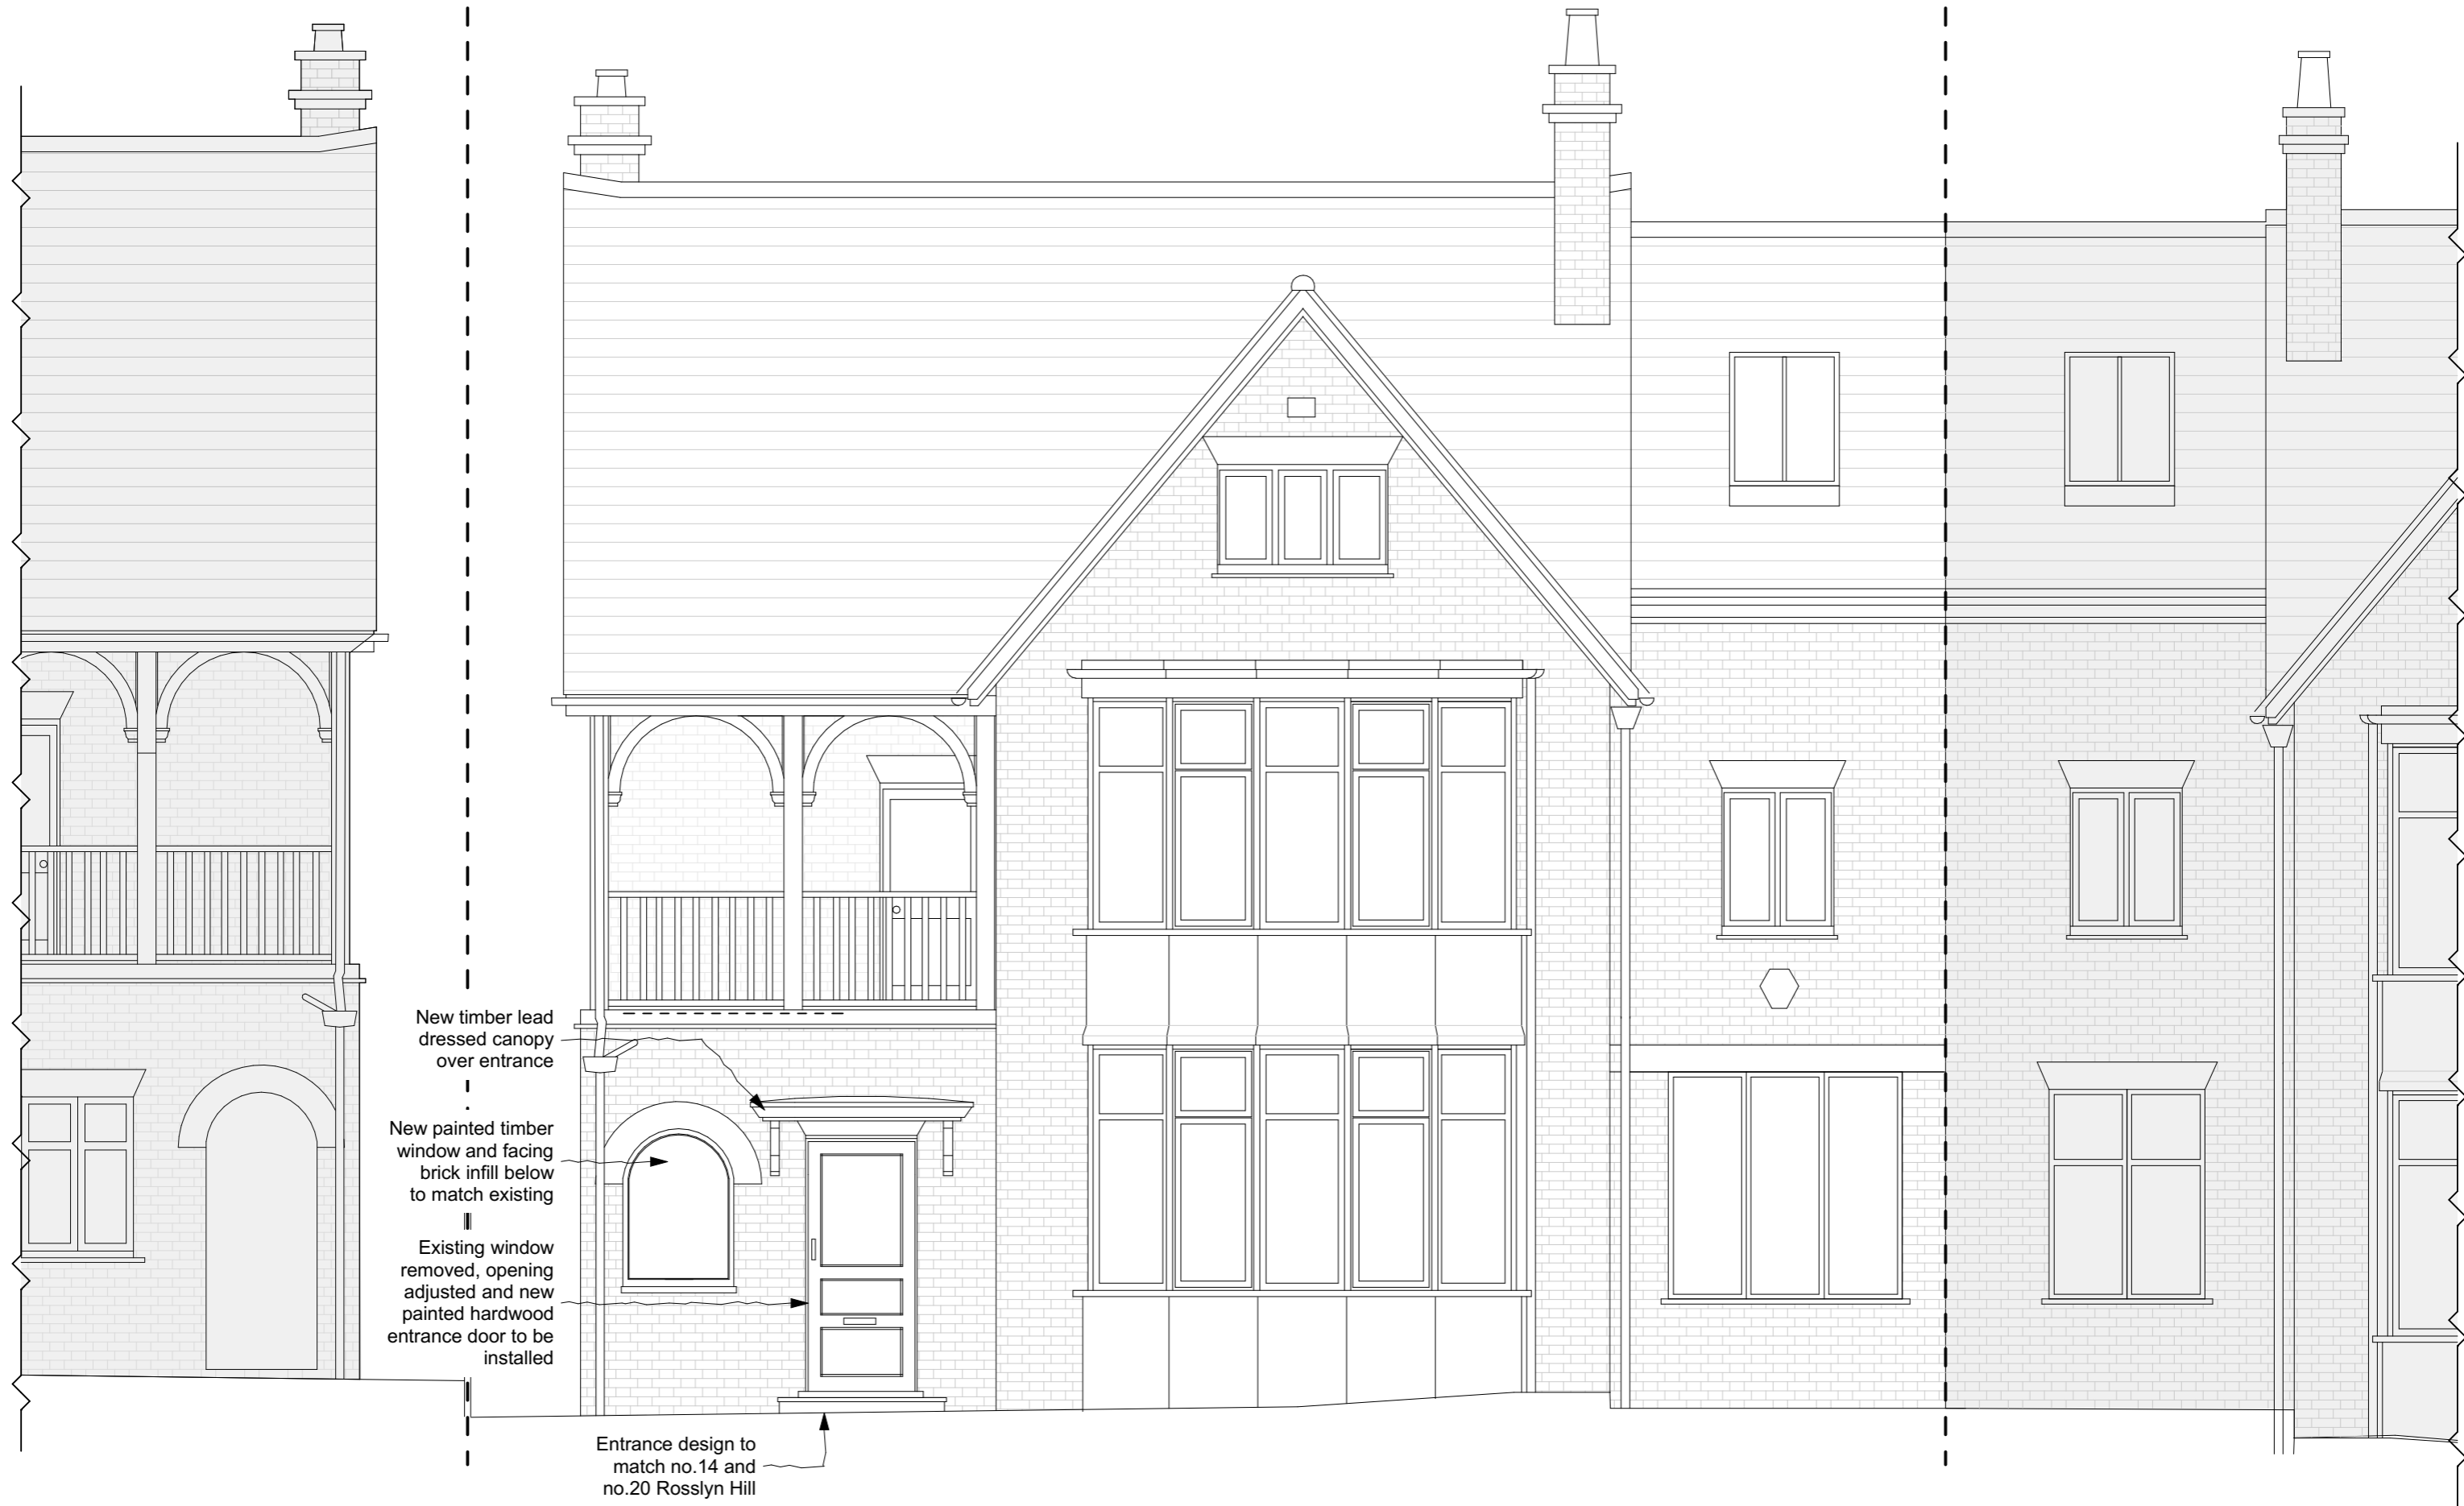 New timber lead
dressed canopy
over entrance
New painted timber
window and facing
brick infill below
to match existing
Existing window
removed, opening
adjusted and new
painted hardwood
entrance door to be
installed
Entrance design to
match no.14 and
no.20 Rosslyn Hill